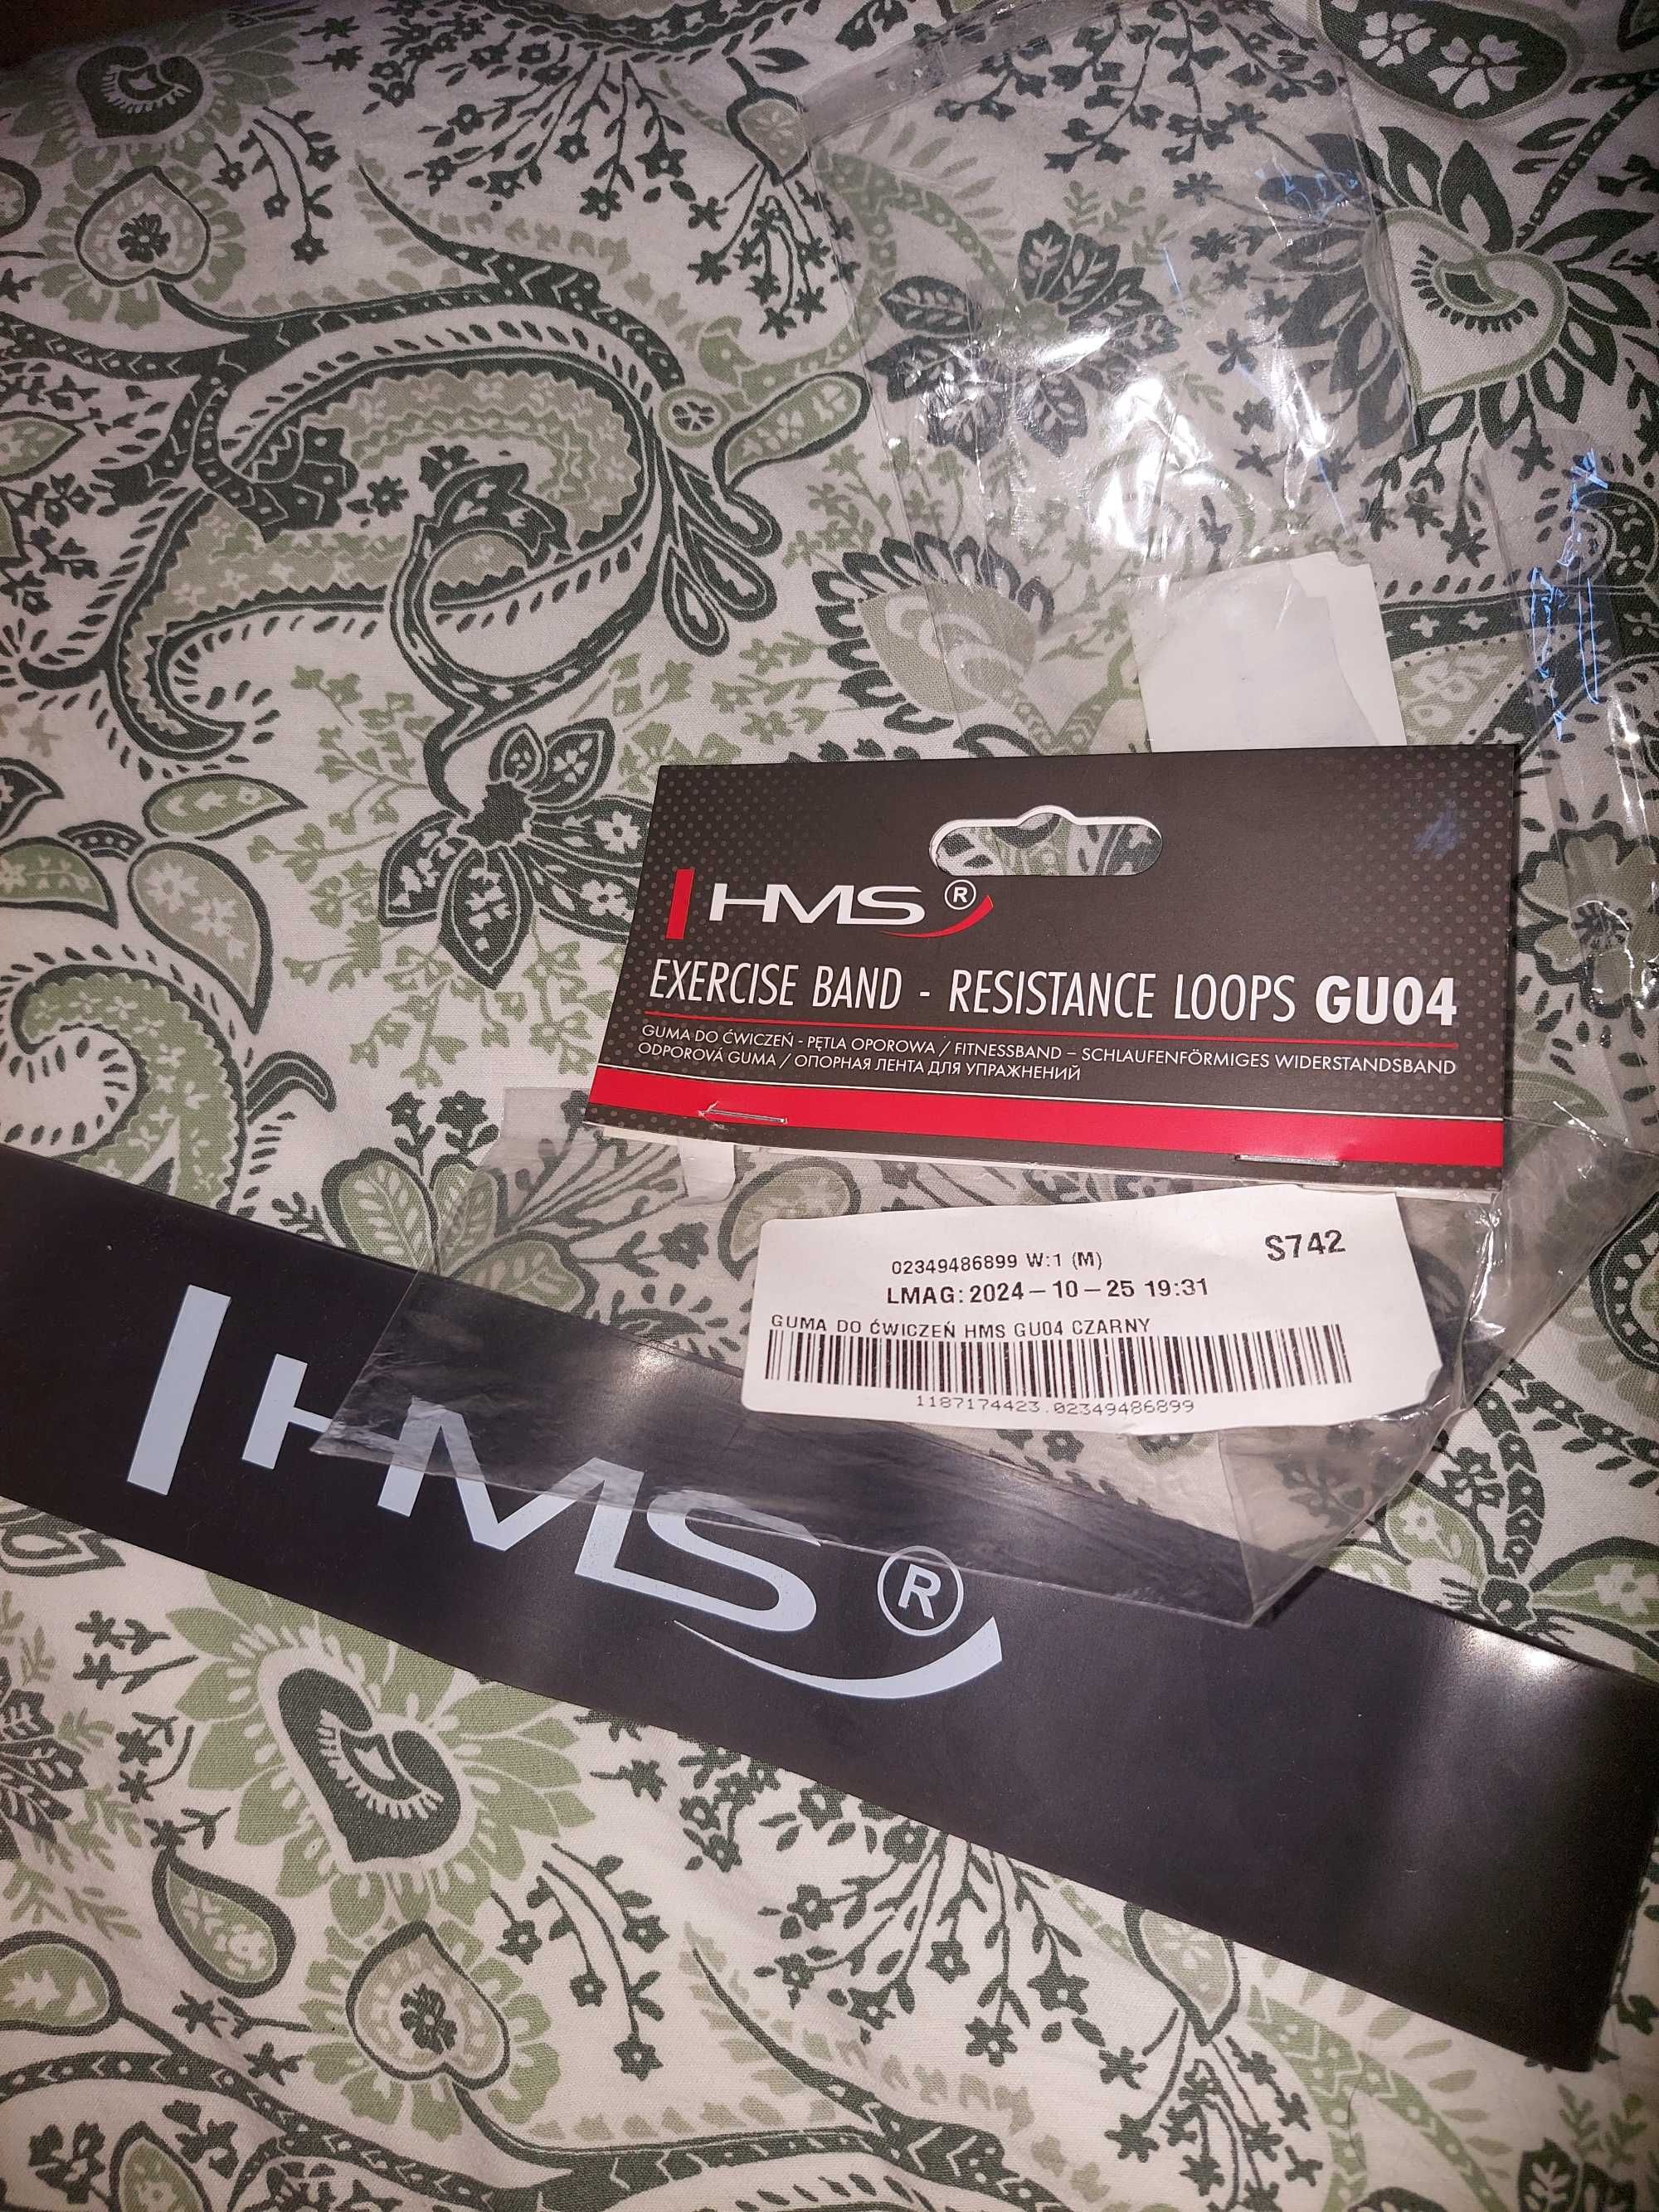 HMS ®
EXERCISE BAND - RESISTANCE LOOPS GU04
GUMA DO ĆWICZEŃ - PĘTLA OPOROWA / FITNESSBAND – SCHLAUFENFÖRMIGES WIDERSTANDSBAND
ODPOROVÁ GUMA / ОПОРНАЯ ЛЕНТА ДЛЯ УПРАЖНЕНИЙ
S742
02349486899 W:1 (M)
LMAG: 2024-10-25 19:31
GUMA DO ĆWICZEŃ HMS GU04 CZARNY
1187174423.02349486899
HMS ®